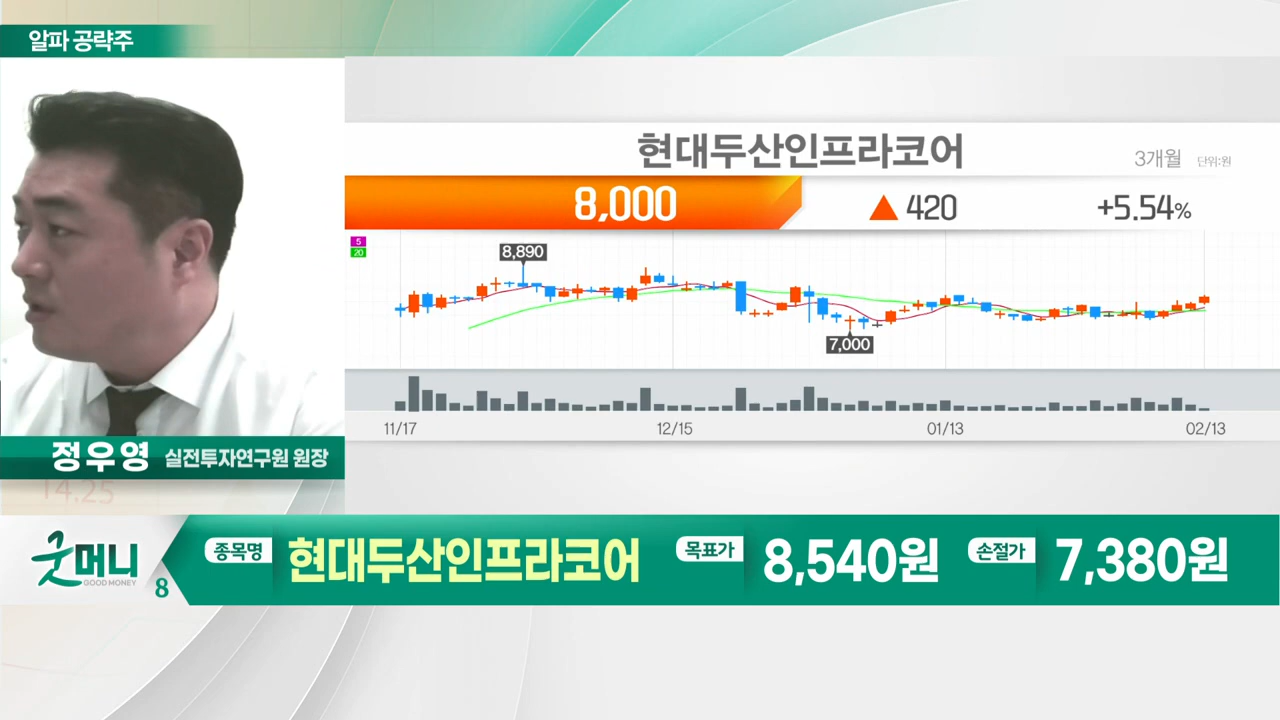 알파 공략주
현대두산인프라코어
3개월 단위:원
8,000 ▲ 420 +5.54%
5
20
8,890
7,000
11/17 12/15 01/13 02/13
정우영 실전투자연구원 원장
14.25
굿머니 GOOD MONEY 8
종목명 현대두산인프라코어 목표가 8,540원 손절가 7,380원